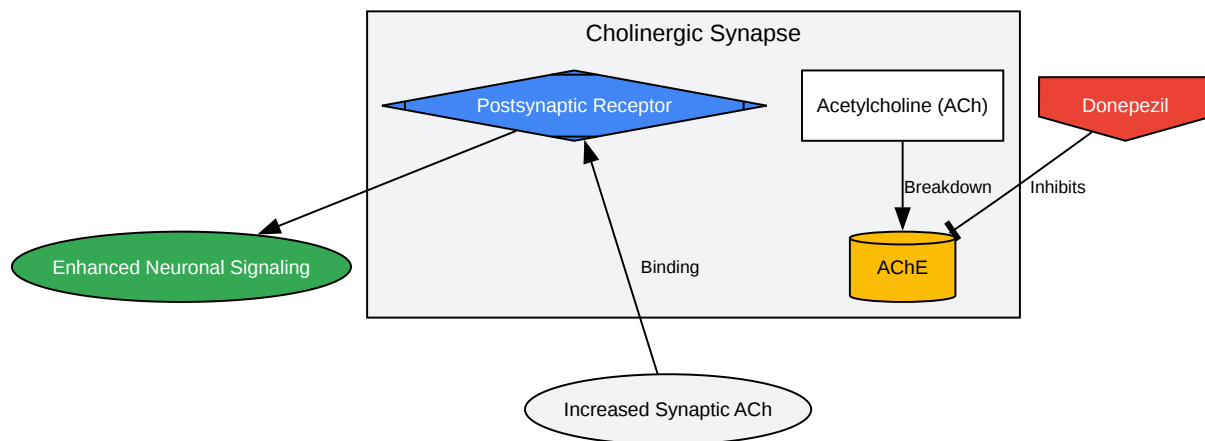 Cholinergic Synapse
Postsynaptic Receptor
Acetylcholine (ACh)
Donepezil
Breakdown
Inhibits
Enhanced Neuronal Signaling
Binding
AChE
Increased Synaptic ACh